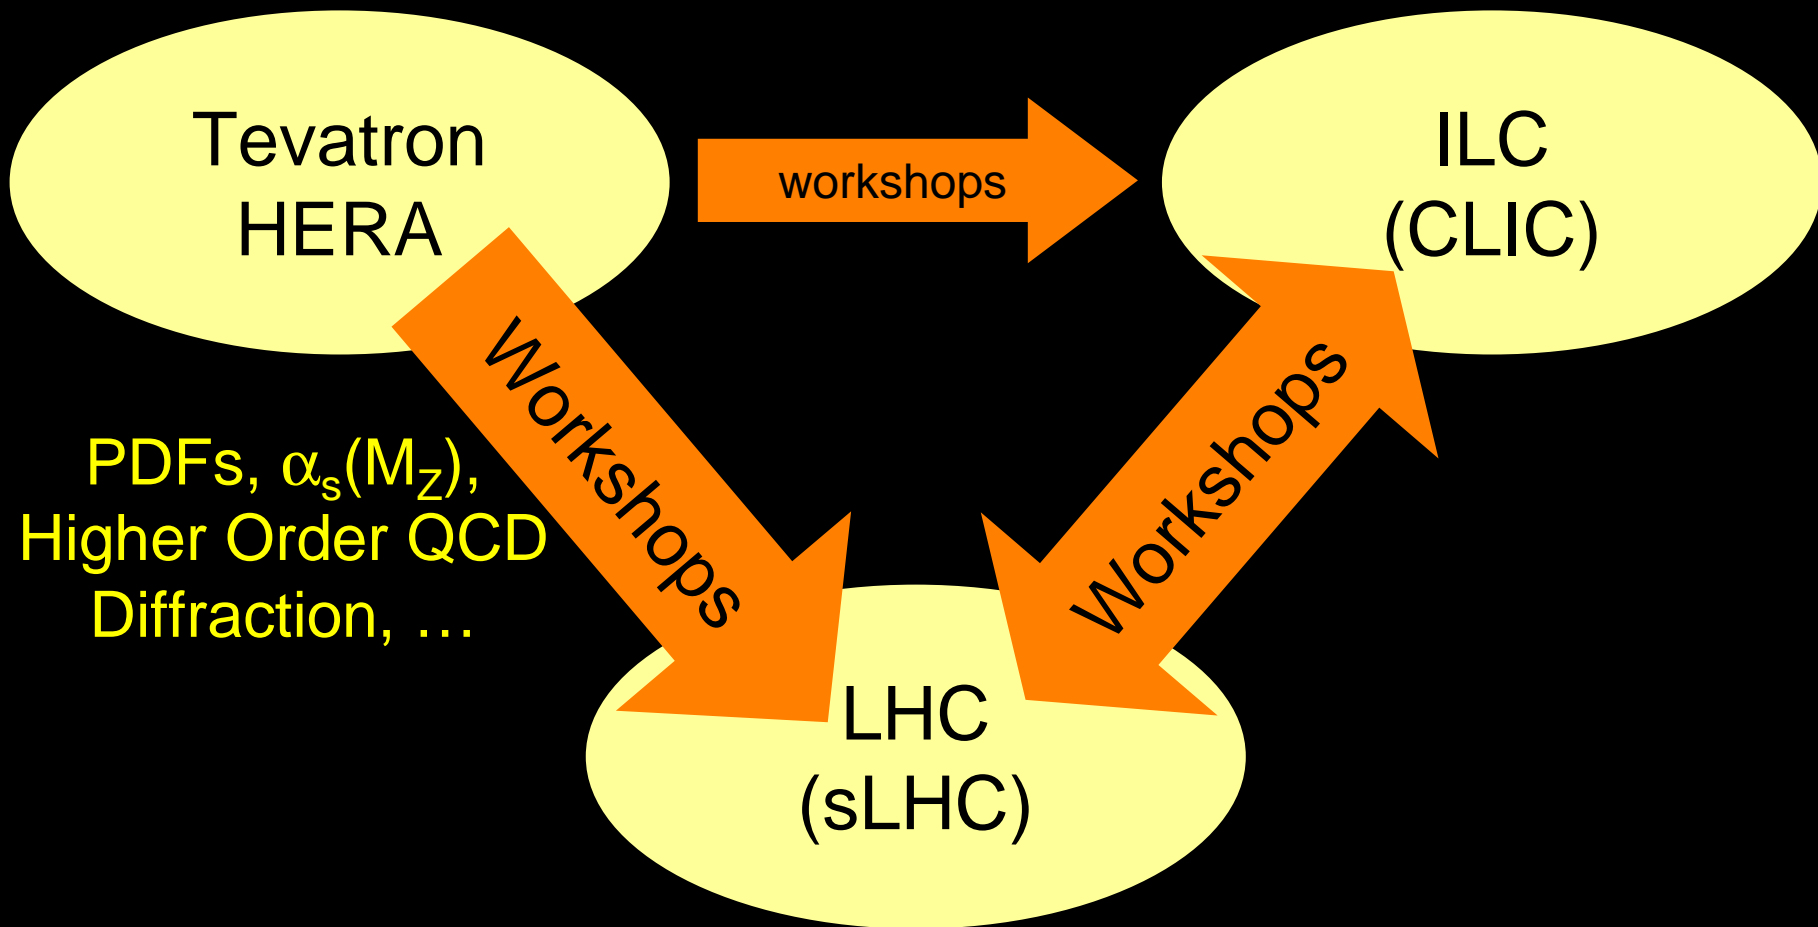 Tevatron
HERA
workshops
ILC
(CLIC)
Workshops
Workshops
PDFs, αs(MZ),
Higher Order QCD
Diffraction, …
LHC
(sLHC)